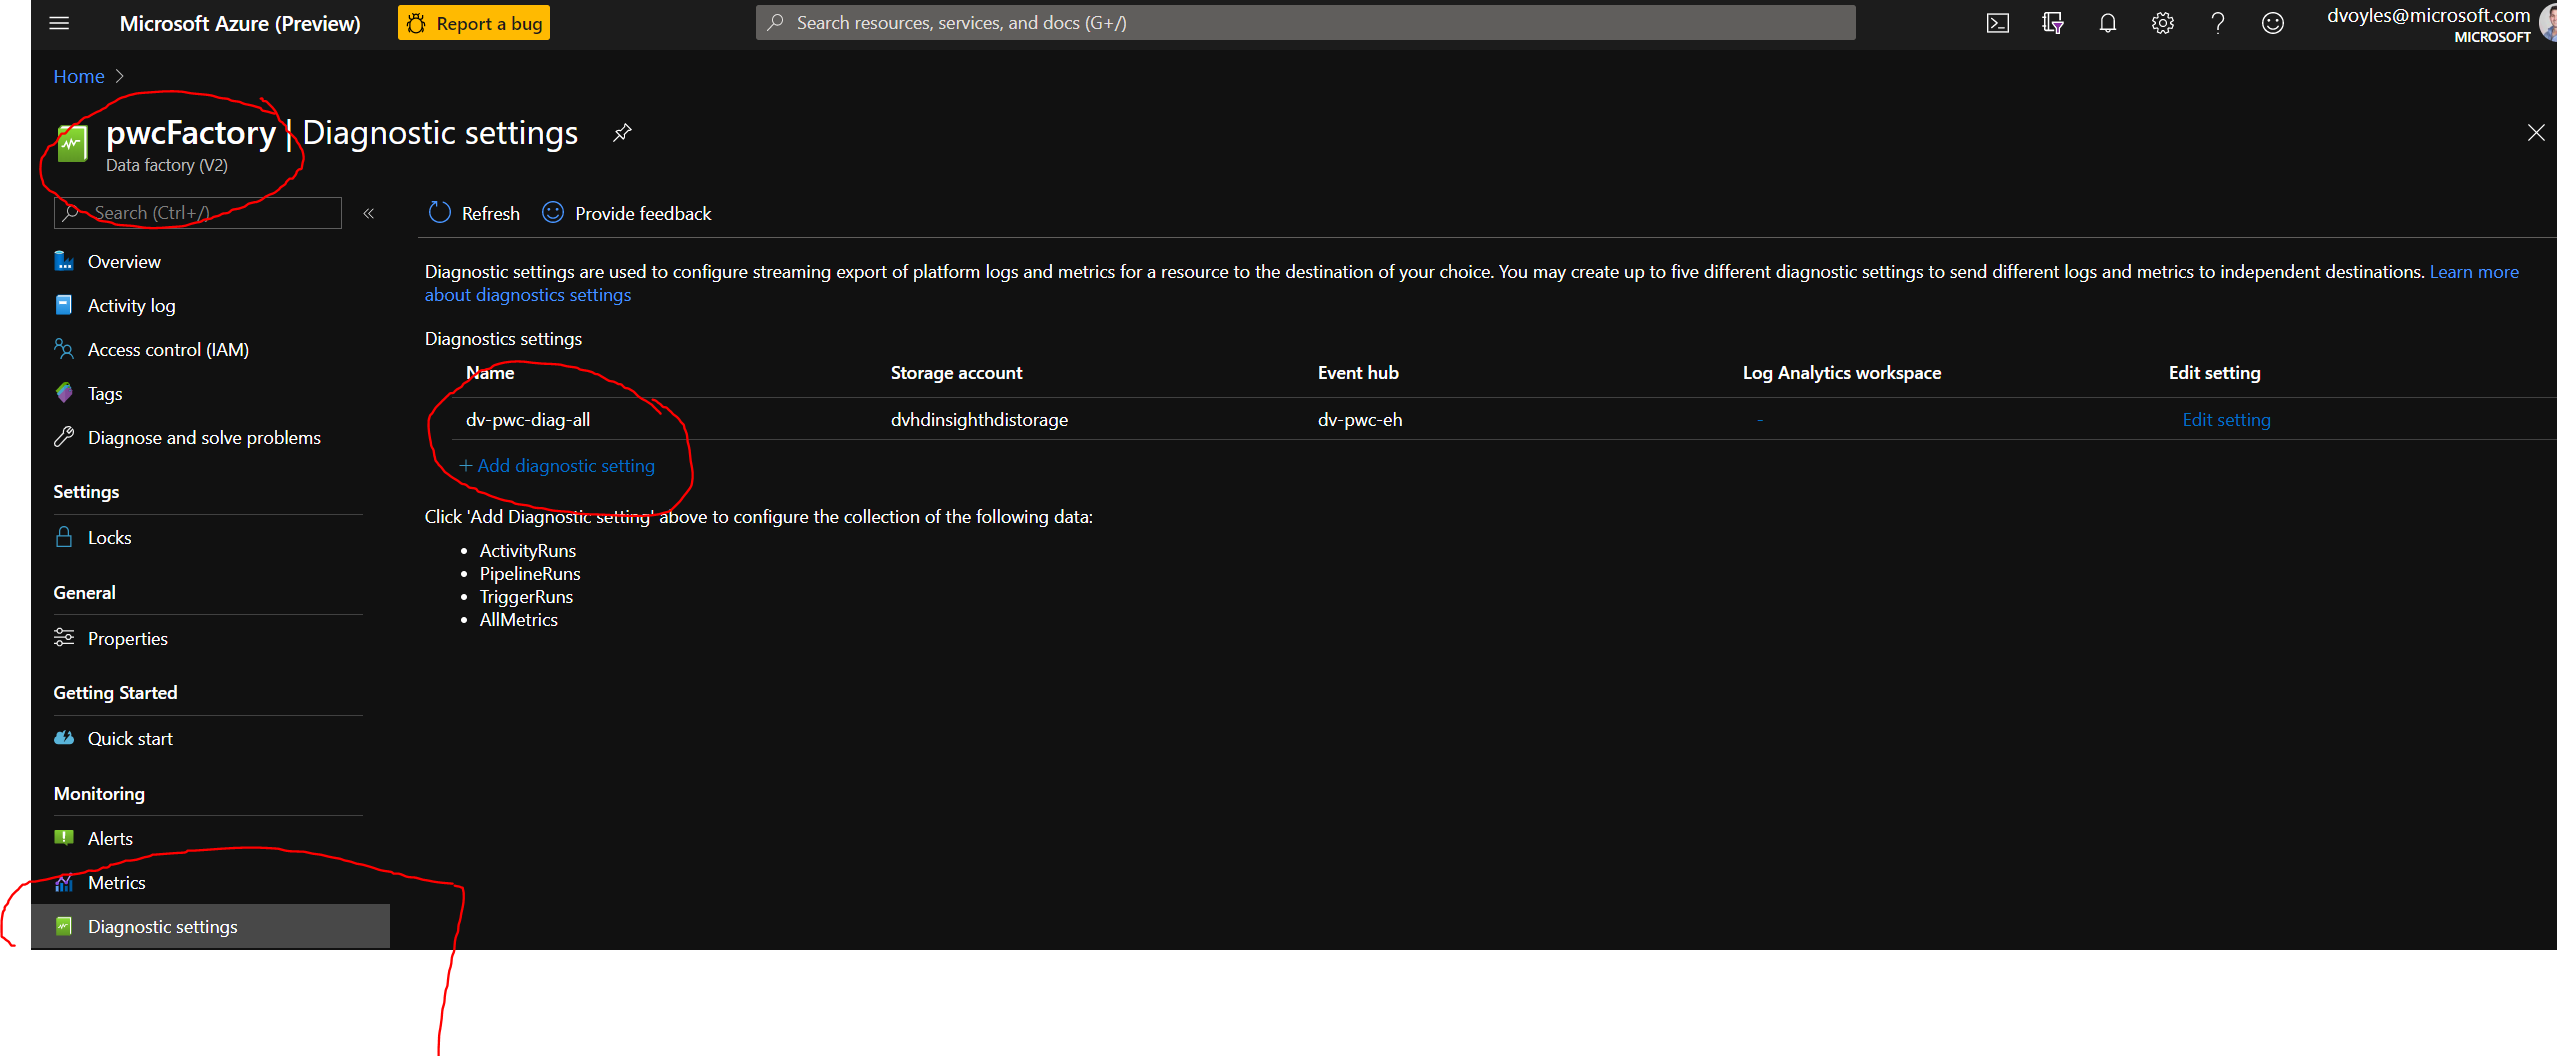 Microsoft Azure (Preview)
Report a bug
Search resources, services, and docs (G+/)
dvoyles@microsoft.com
MICROSOFT
Home
pwcFactory | Diagnostic settings
Data factory (V2)
Search (Ctrl+/)
«
Refresh
Provide feedback
Overview
Activity log
Access control (IAM)
Tags
Diagnose and solve problems
Settings
Locks
General
Properties
Getting Started
Quick start
Monitoring
Alerts
Metrics
Diagnostic settings
Diagnostic settings are used to configure streaming export of platform logs and metrics for a resource to the destination of your choice. You may create up to five different diagnostic settings to send different logs and metrics to independent destinations. Learn more
about diagnostics settings
Diagnostics settings
Name Storage account Event hub Log Analytics workspace Edit setting
dv-pwc-diag-all dvhdinsighthdistorage dv-pwc-eh - Edit setting
+ Add diagnostic setting
Click 'Add Diagnostic setting' above to configure the collection of the following data:
• ActivityRuns
• PipelineRuns
• TriggerRuns
• AllMetrics